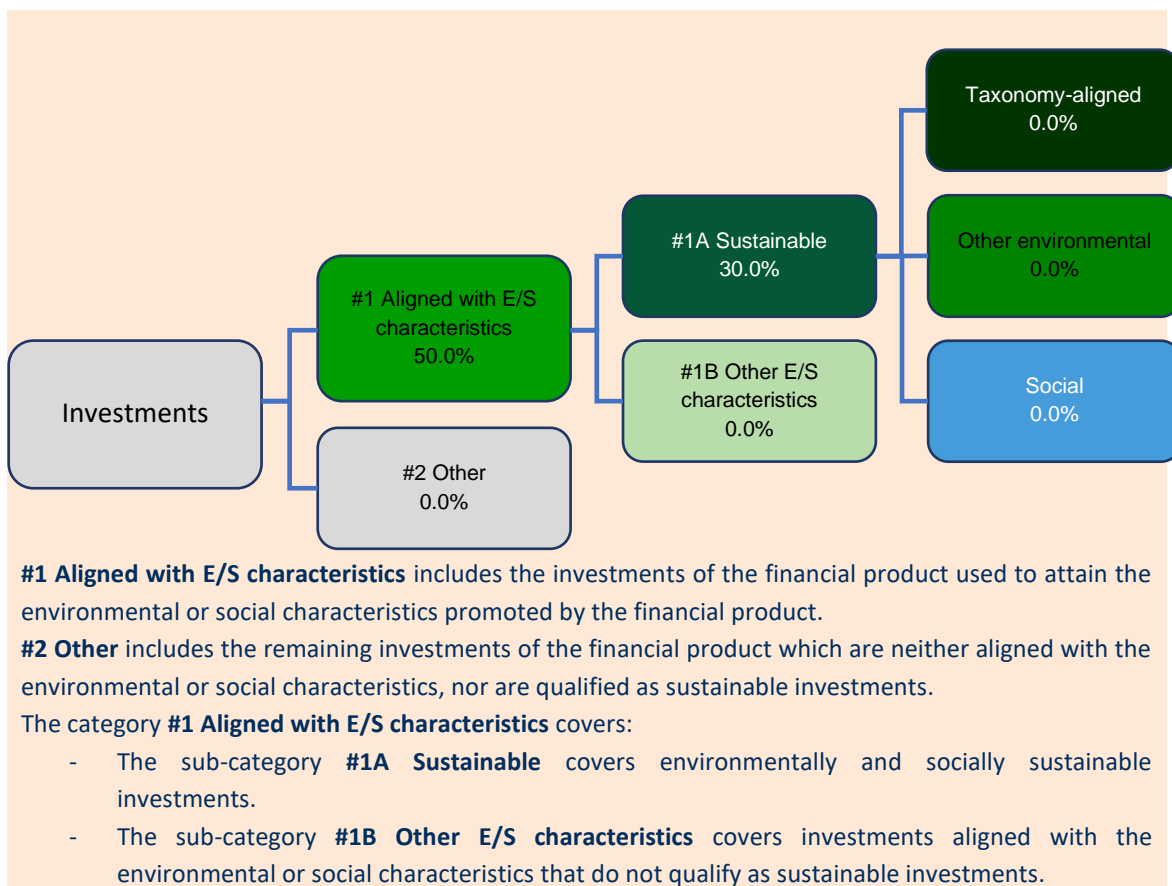 Taxonomy-aligned
0.0%
#1A Sustainable
30.0%
Other environmental
0.0%
#1 Aligned with E/S
characteristics
50.0%
#1B Other E/S
characteristics
0.0%
Social
0.0%
Investments
#2 Other
0.0%
#1 Aligned with E/S characteristics includes the investments of the financial product used to attain the
environmental or social characteristics promoted by the financial product.
#2 Other includes the remaining investments of the financial product which are neither aligned with the
environmental or social characteristics, nor are qualified as sustainable investments.
The category #1 Aligned with E/S characteristics covers:
- The sub-category #1A Sustainable covers environmentally and socially sustainable
investments.
- The sub-category #1B Other E/S characteristics covers investments aligned with the
environmental or social characteristics that do not qualify as sustainable investments.